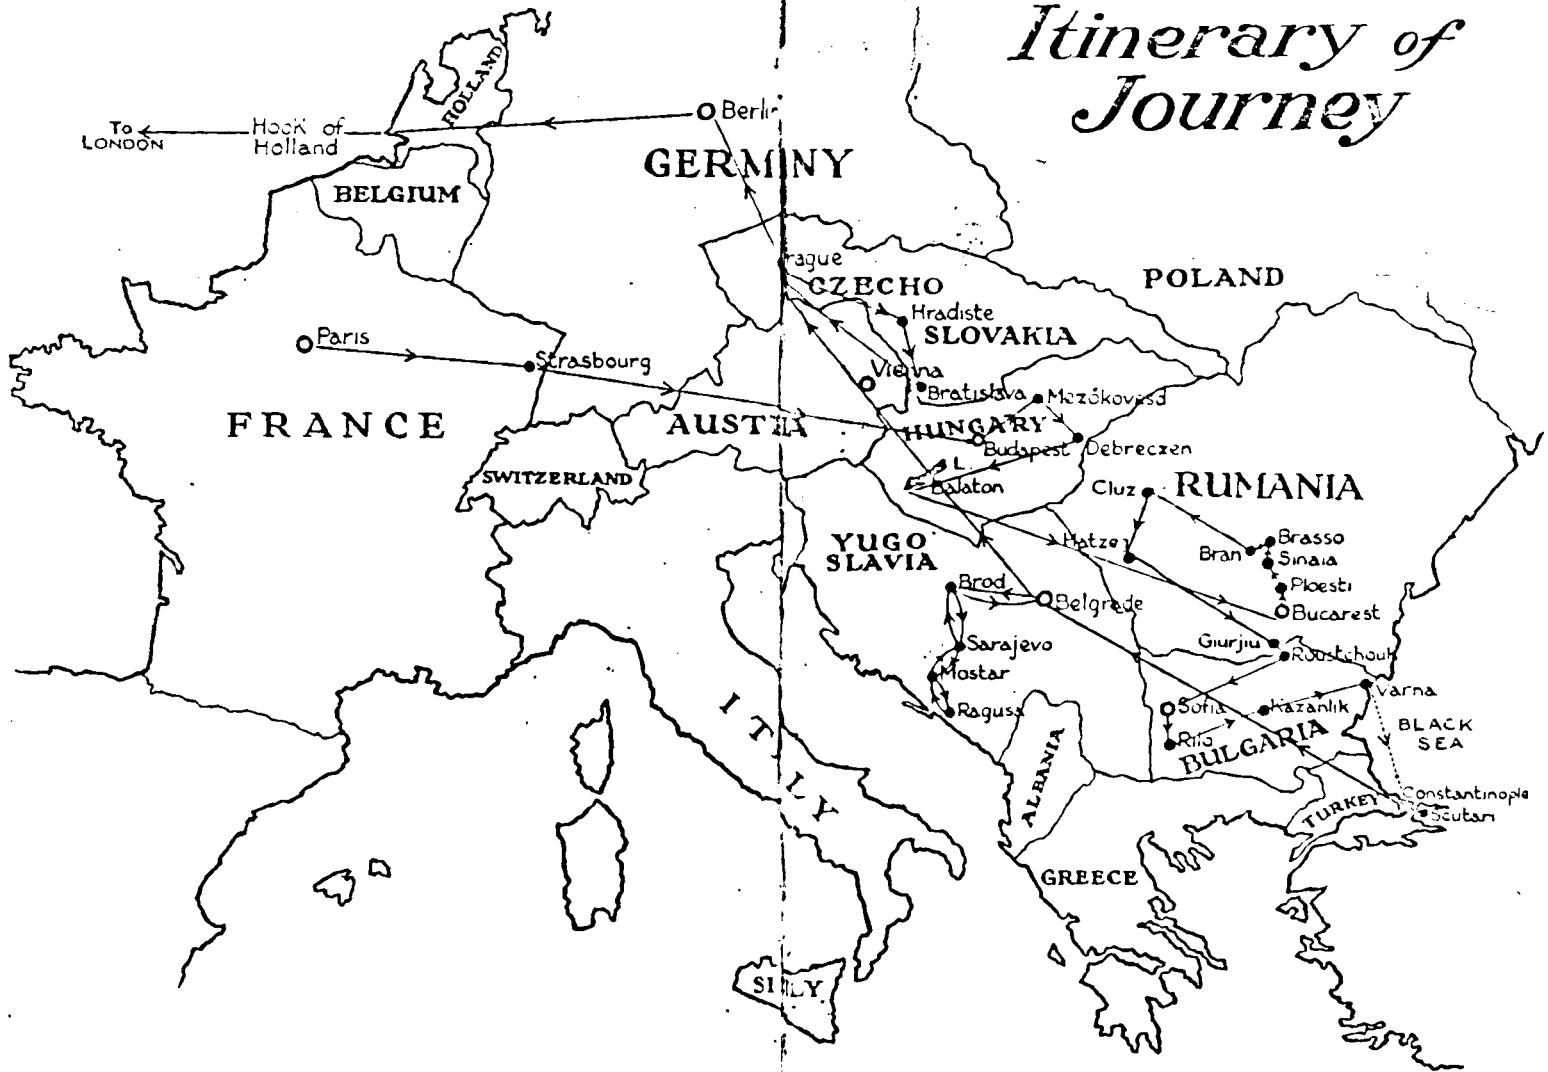 Itinerary of
Journey
HOLLAND
To
LONDON
Hook of
Holland
Berlin
GERMANY
BELGIUM
Prague
CZECHO
SLOVAKIA
POLAND
Hradiste
Paris
Strasbourg
Vienna
Bratislava
Mezökovesd
FRANCE
AUSTRIA
HUNGARY
Budapest
Debreczen
SWITZERLAND
L.
Balaton
Cluz
RUMANIA
YUGO
SLAVIA
Hatzeg
Bran
Brasso
Sinaia
Ploesti
Bucarest
Brod
Belgrade
Giurjiu
Roustchouk
Sarajevo
Mostar
Ragusa
Sofia
Kazanlik
Varna
Rilo
BULGARIA
BLACK
SEA
ITALY
ALBANIA
TURKEY
Constantinople
Scutari
GREECE
SICILY